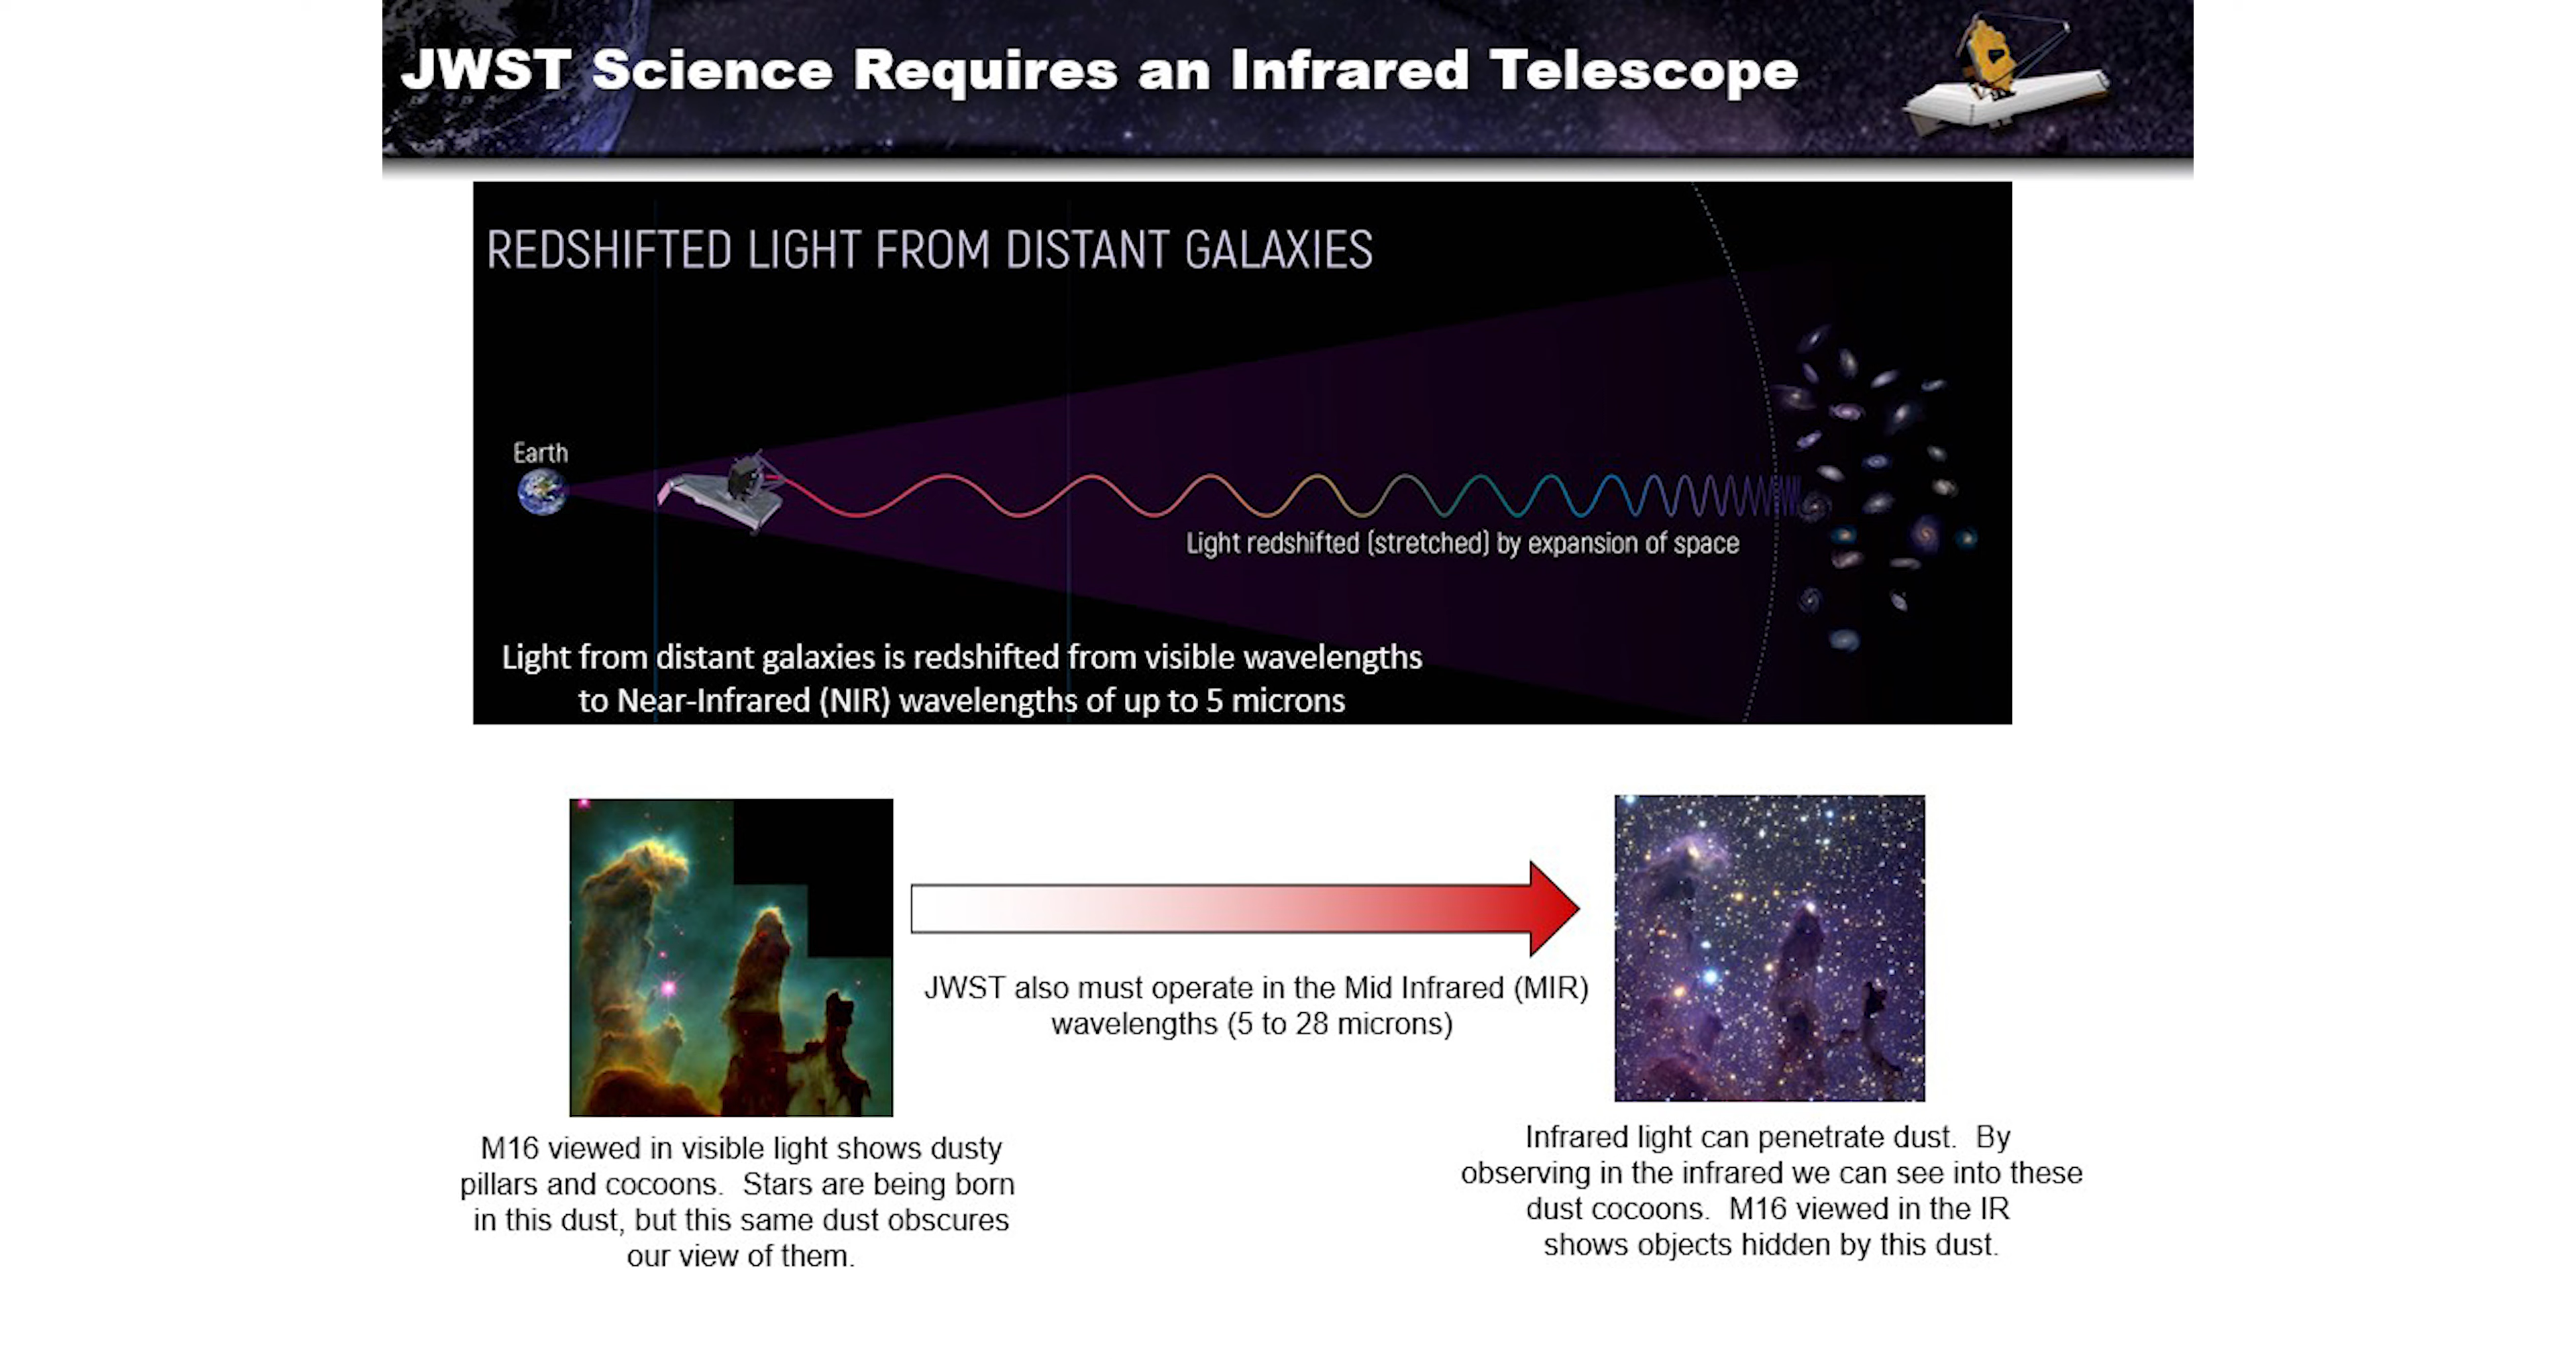 JWST Science Requires an Infrared Telescope
REDSHIFTED LIGHT FROM DISTANT GALAXIES
Earth
Light redshifted (stretched) by expansion of space
Light from distant galaxies is redshifted from visible wavelengths
to Near-Infrared (NIR) wavelengths of up to 5 microns
JWST also must operate in the Mid Infrared (MIR)
wavelengths (5 to 28 microns)
M16 viewed in visible light shows dusty
pillars and cocoons.  Stars are being born
in this dust, but this same dust obscures
our view of them.
Infrared light can penetrate dust.  By
observing in the infrared we can see into these
dust cocoons.  M16 viewed in the IR
shows objects hidden by this dust.